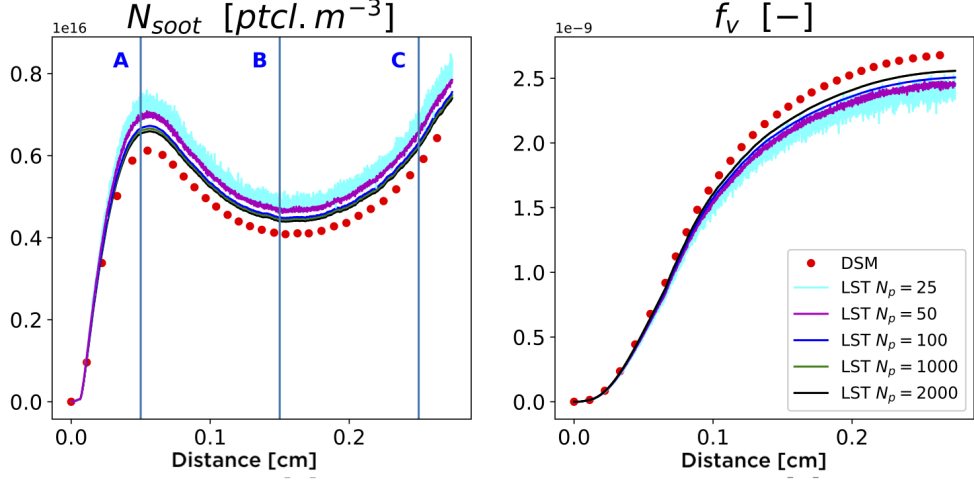 N_soot [ptcl.m^−3]
1e16
A
B
C
0.8
0.6
0.4
0.2
0.0
0.0 0.1 0.2
Distance [cm]
f_v [−]
1e−9
2.5
2.0
1.5
1.0
0.5
0.0
DSM
LST N_p = 25
LST N_p = 50
LST N_p = 100
LST N_p = 1000
LST N_p = 2000
0.0 0.1 0.2
Distance [cm]